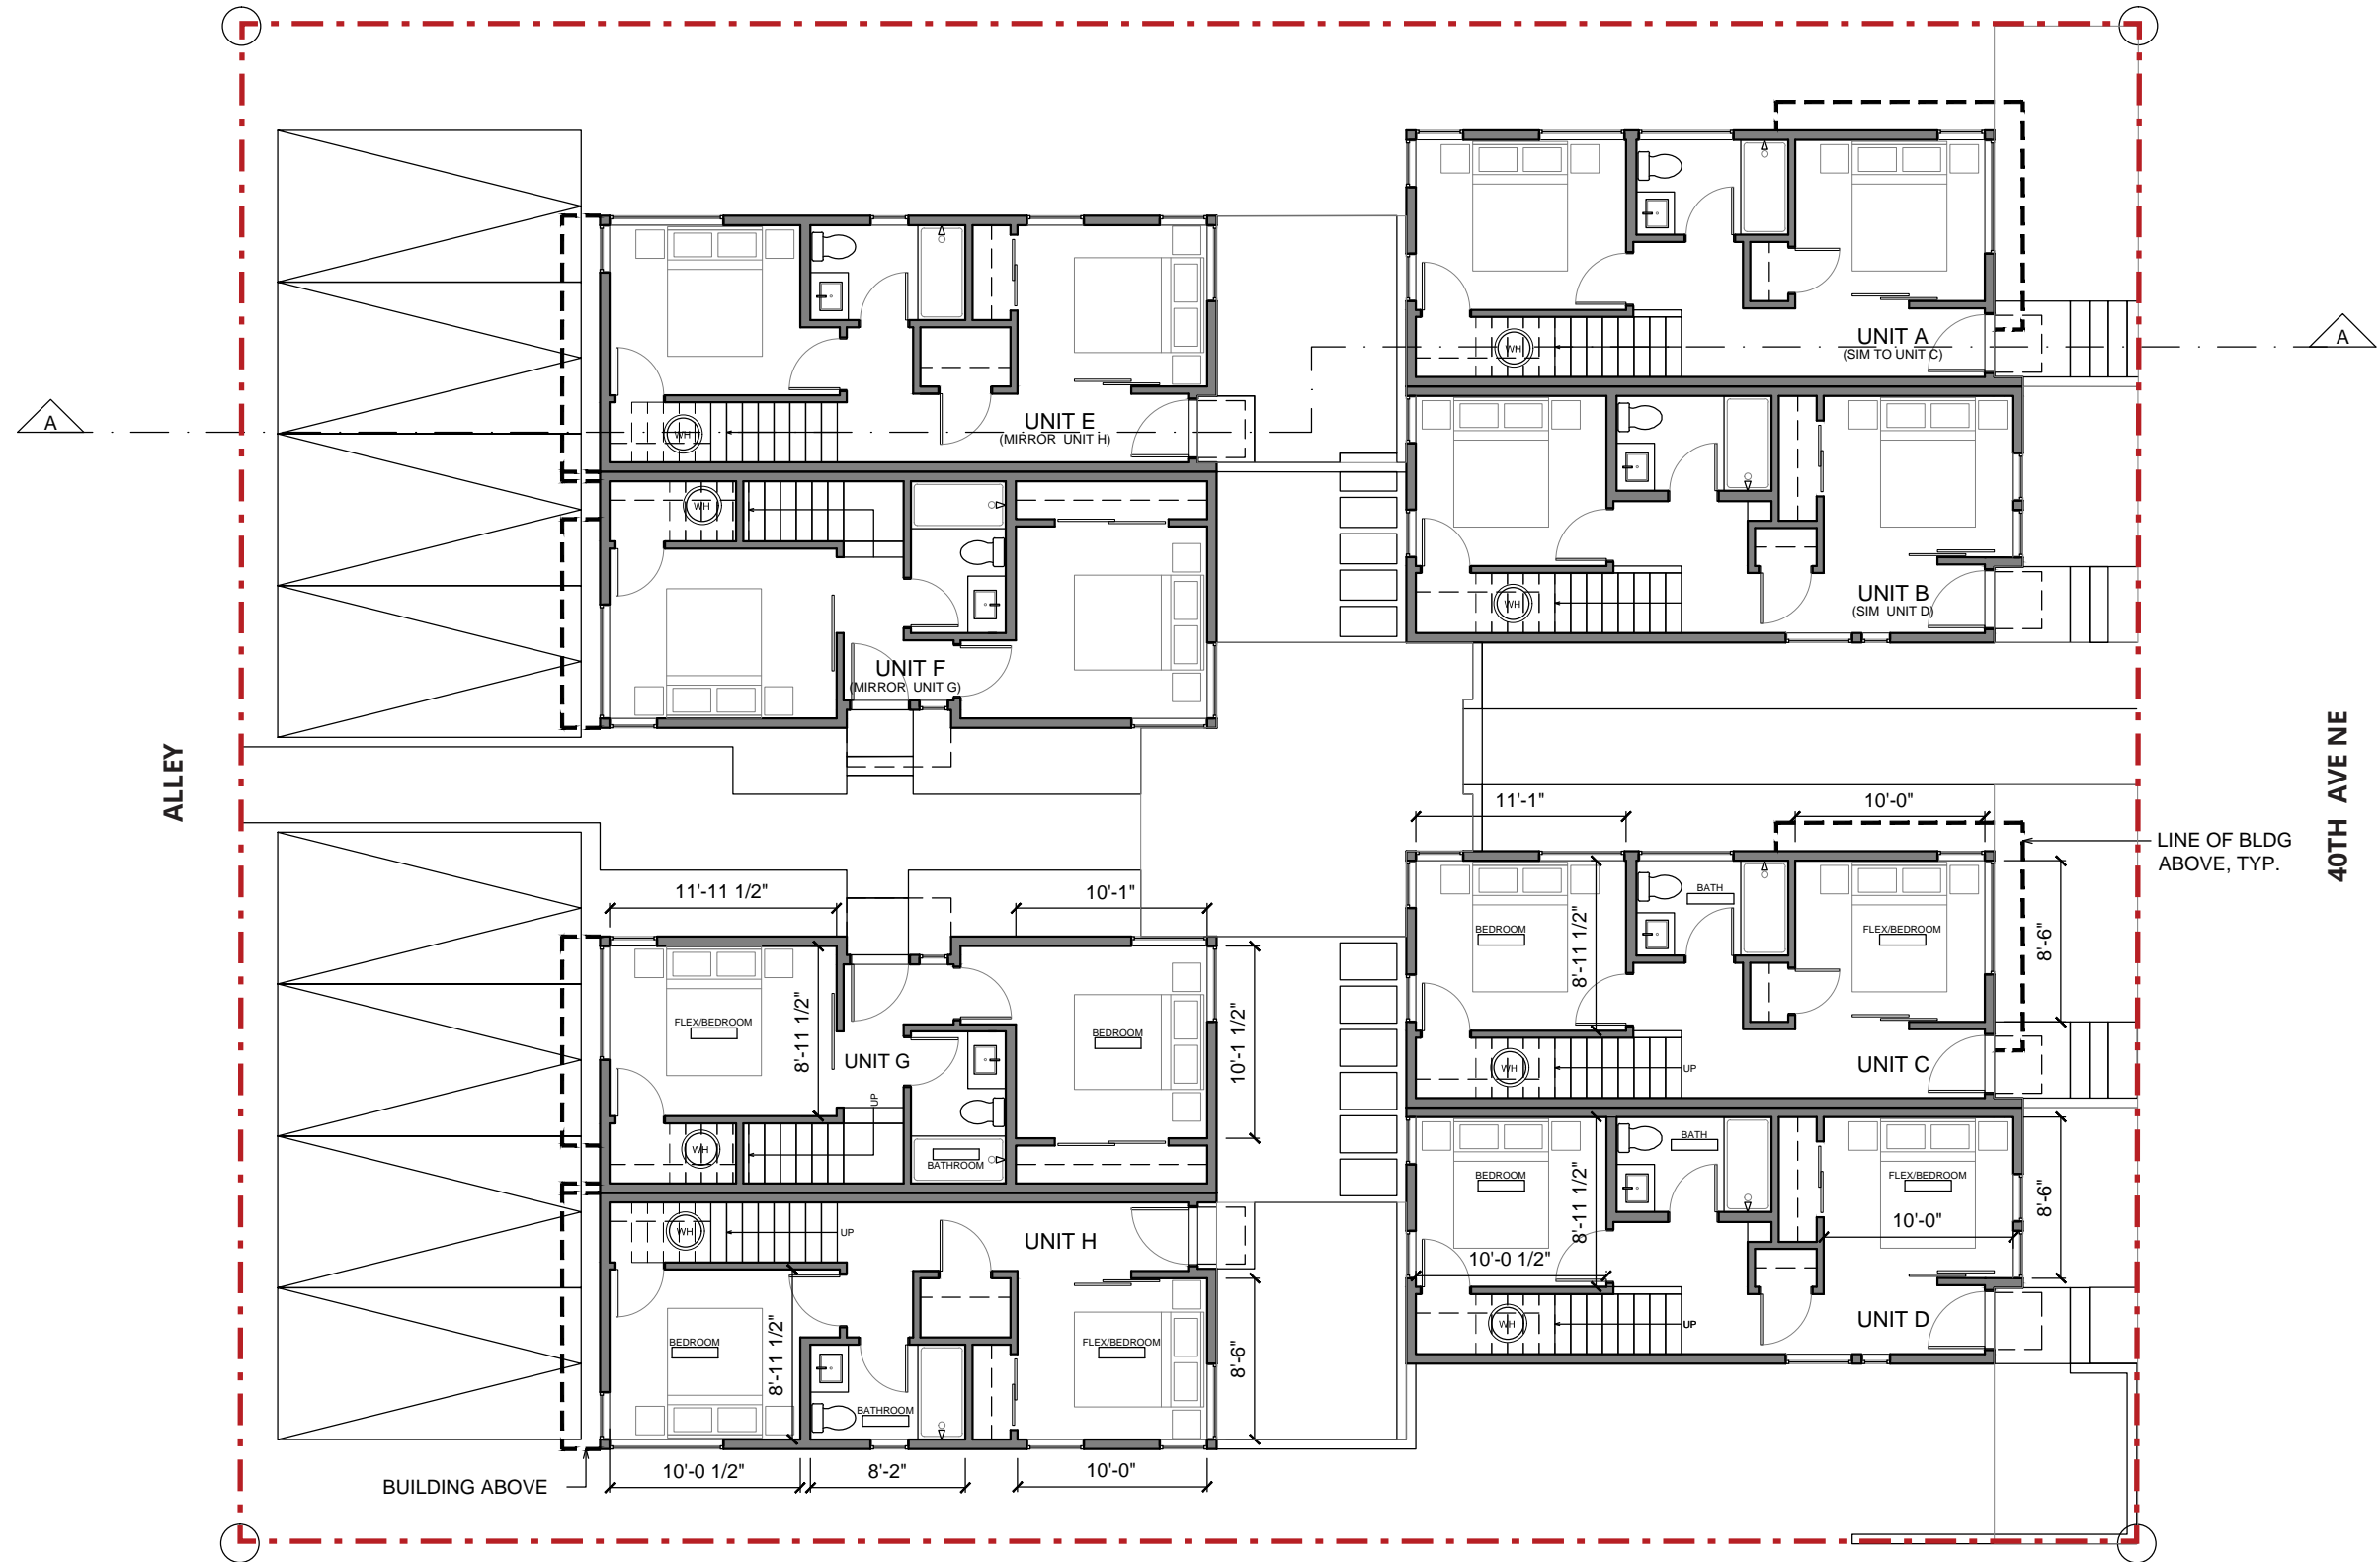 WH
UNIT A
(SIM TO UNIT C)
A
A
UNIT E
(MIRROR UNIT H)
WH
WH
WH
UNIT B
(SIM UNIT D)
UNIT F
(MIRROR UNIT G)
ALLEY
40TH AVE NE
11'-1"
10'-0"
LINE OF BLDG
ABOVE, TYP.
11'-11 1/2"
10'-1"
BATH
BEDROOM
8'-11 1/2"
FLEX/BEDROOM
8'-6"
FLEX/BEDROOM
8'-11 1/2"
BEDROOM
10'-1 1/2"
UNIT G
UP
WH
UP
UNIT C
WH
BATHROOM
BEDROOM
8'-11 1/2"
BATH
FLEX/BEDROOM
8'-6"
10'-0"
WH
UP
UNIT H
10'-0 1/2"
WH
UP
UNIT D
BEDROOM
8'-11 1/2"
FLEX/BEDROOM
8'-6"
BATHROOM
10'-0 1/2"
8'-2"
10'-0"
BUILDING ABOVE